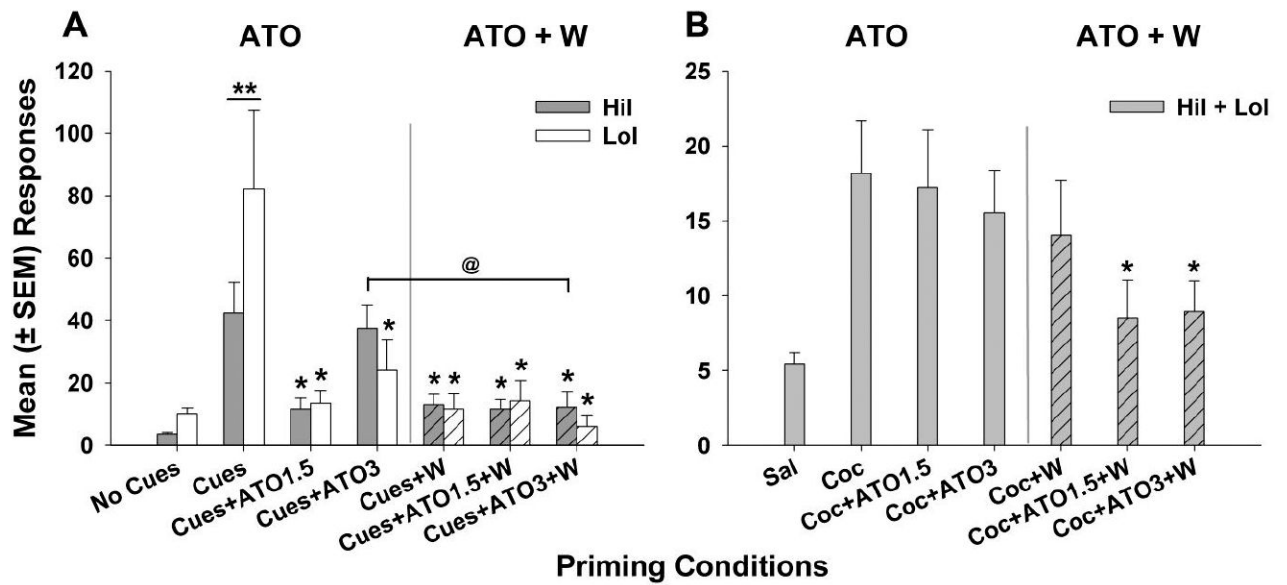 A
ATO
ATO + W
Mean (± SEM) Responses
120
100
80
60
40
20
0
**
HiI
LoI
@
*
*
*
*
*
*
*
*
*
No Cues
Cues
Cues+ATO1.5
Cues+ATO3
Cues+W
Cues+ATO1.5+W
Cues+ATO3+W
B
ATO
ATO + W
25
20
15
10
5
0
HiI + LoI
*
*
Sal
Coc
Coc+ATO1.5
Coc+ATO3
Coc+W
Coc+ATO1.5+W
Coc+ATO3+W
Priming Conditions